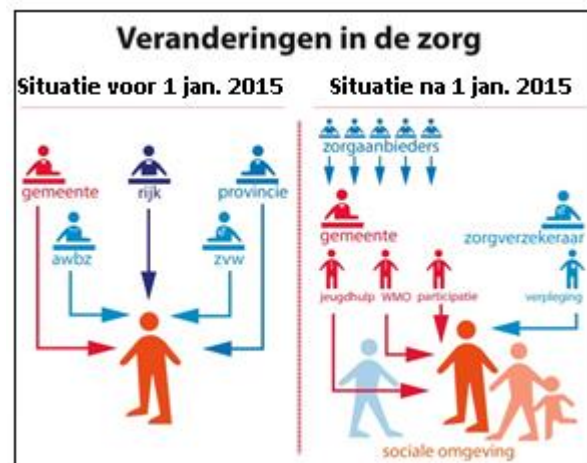 Veranderingen in de zorg
Situatie voor 1 jan. 2015
gemeente
rijk
provincie
awbz
zvw
Situatie na 1 jan. 2015
zorgaanbieders
gemeente
zorgverzekeraar
jeugdhulp WMO participatie
verpleging
sociale omgeving